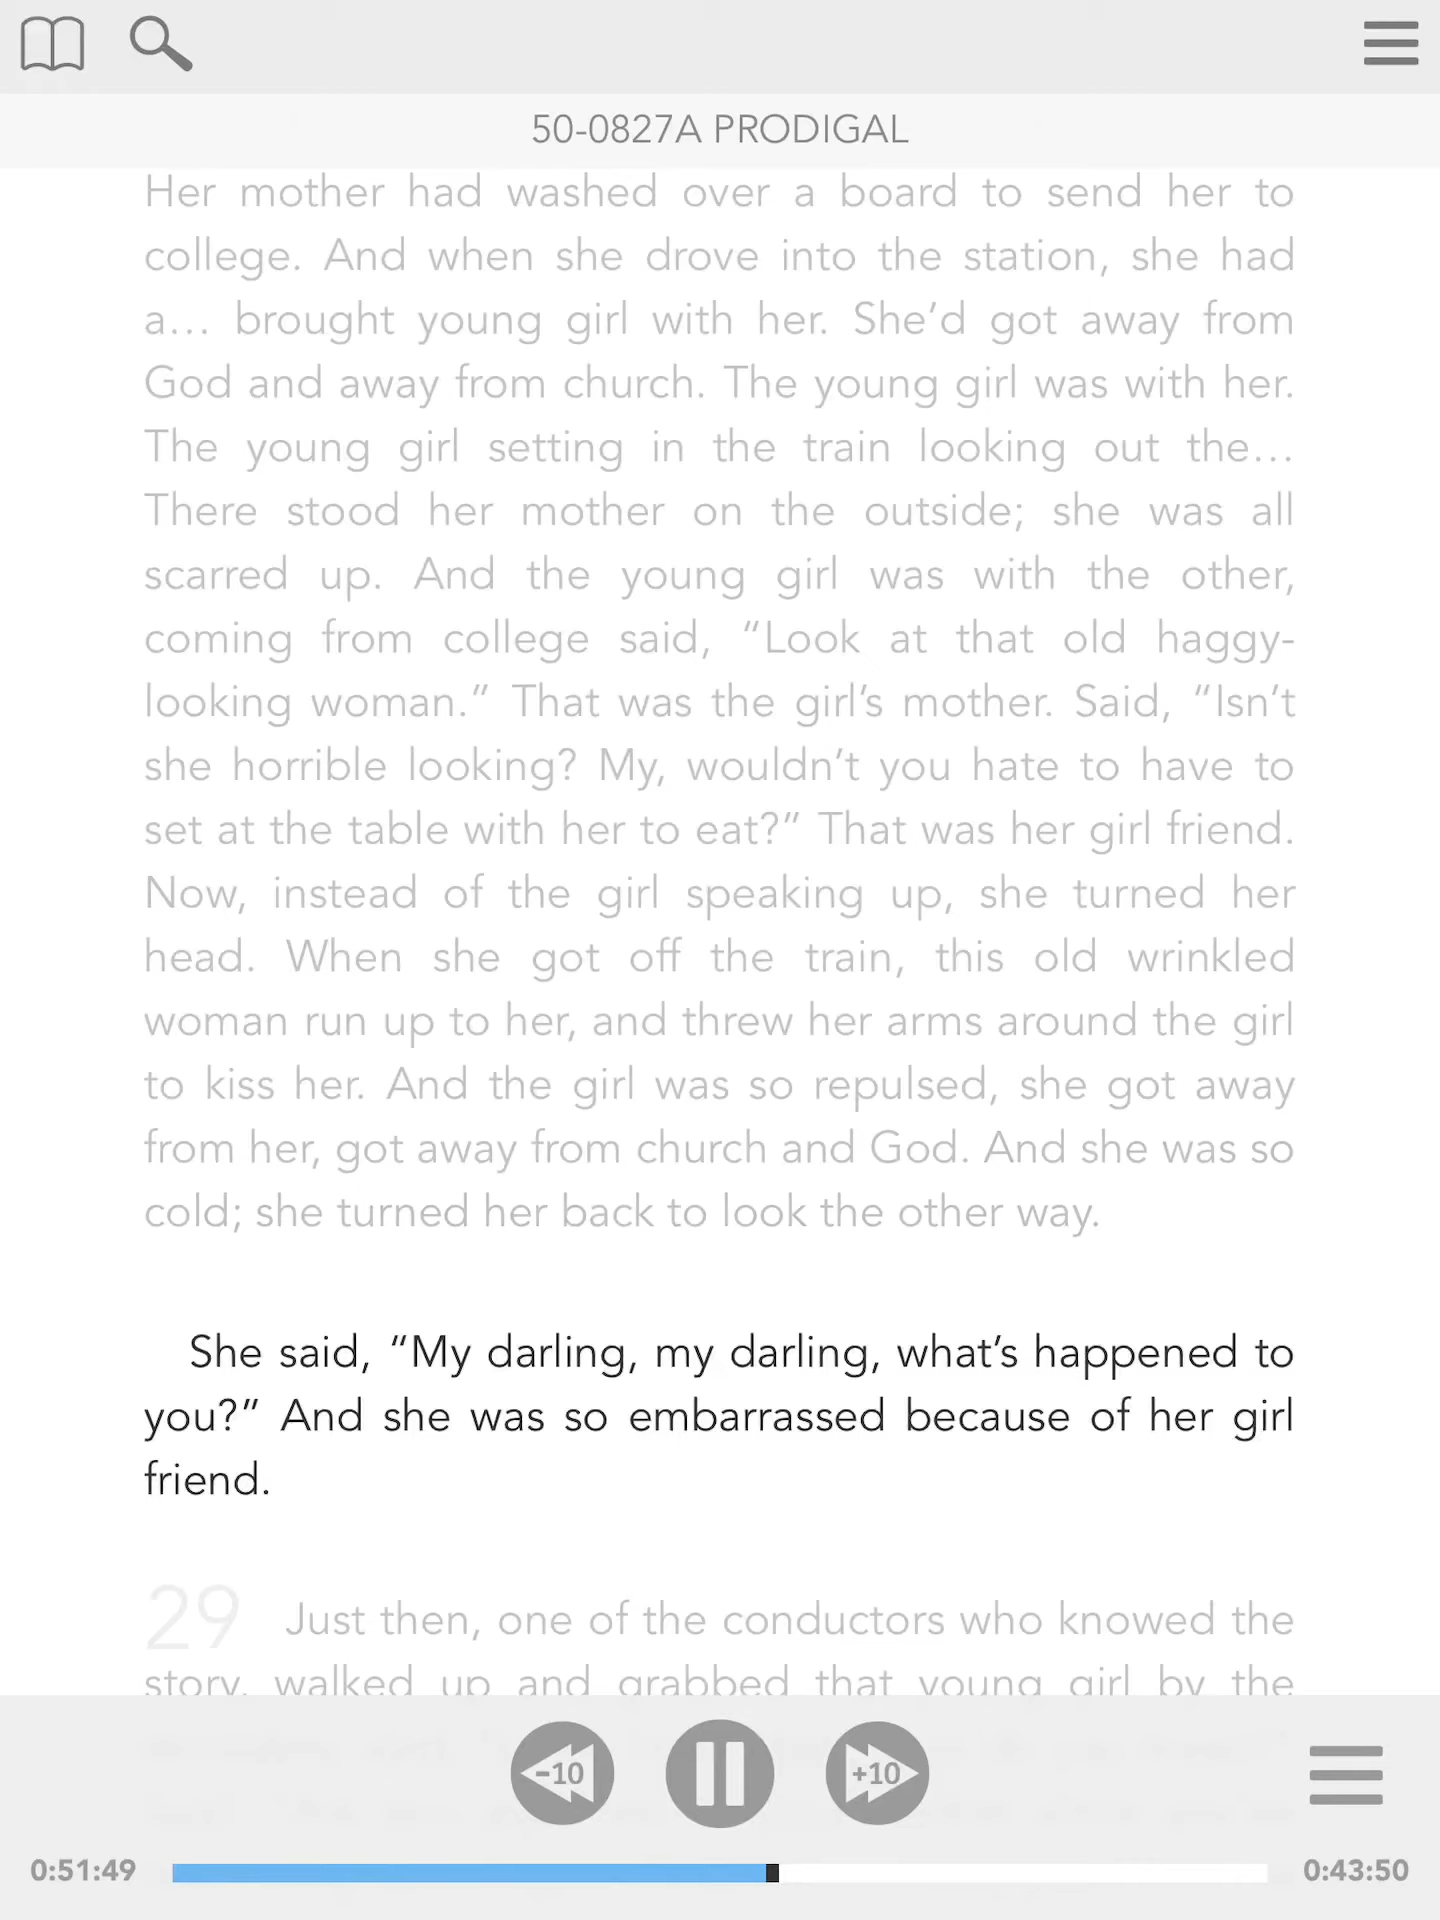 50-0827A PRODIGAL
Her mother had washed over a board to send her to
college. And when she drove into the station, she had
a… brought young girl with her. She’d got away from
God and away from church. The young girl was with her.
The young girl setting in the train looking out the…
There stood her mother on the outside; she was all
scarred up. And the young girl was with the other,
coming from college said, “Look at that old haggy-
looking woman.” That was the girl’s mother. Said, “Isn’t
she horrible looking? My, wouldn’t you hate to have to
set at the table with her to eat?” That was her girl friend.
Now, instead of the girl speaking up, she turned her
head. When she got off the train, this old wrinkled
woman run up to her, and threw her arms around the girl
to kiss her. And the girl was so repulsed, she got away
from her, got away from church and God. And she was so
cold; she turned her back to look the other way.
She said, “My darling, my darling, what’s happened to
you?” And she was so embarrassed because of her girl
friend.
29 Just then, one of the conductors who knowed the
story, walked up and grabbed that young girl by the
-10 +10
0:51:49 0:43:50